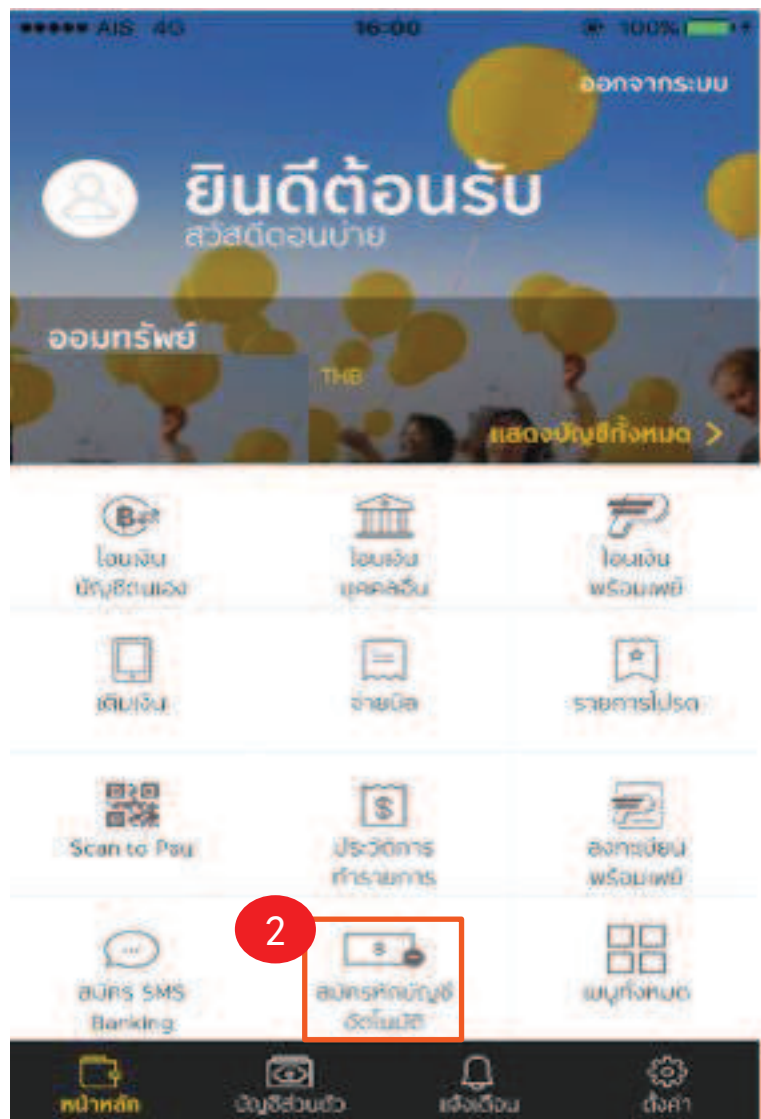 AIS 4G 16:00 100%
ออกจากระบบ
ยินดีต้อนรับ
สวัสดีตอนบ่าย
ออมทรัพย์
THB
แสดงบัญชีทั้งหมด >
โอนเงิน
บัญชีตนเอง
โอนเงิน
บุคคลอื่น
โอนเงิน
พร้อมเพย์
เติมเงิน
จ่ายบิล
รายการโปรด
Scan to Pay
ประวัติการ
ทำรายการ
ลงทะเบียน
พร้อมเพย์
สมัคร SMS
Banking
2
สมัครหักบัญชี
อัตโนมัติ
เมนูทั้งหมด
หน้าหลัก
บัญชีส่วนตัว
แจ้งเตือน
ตั้งค่า